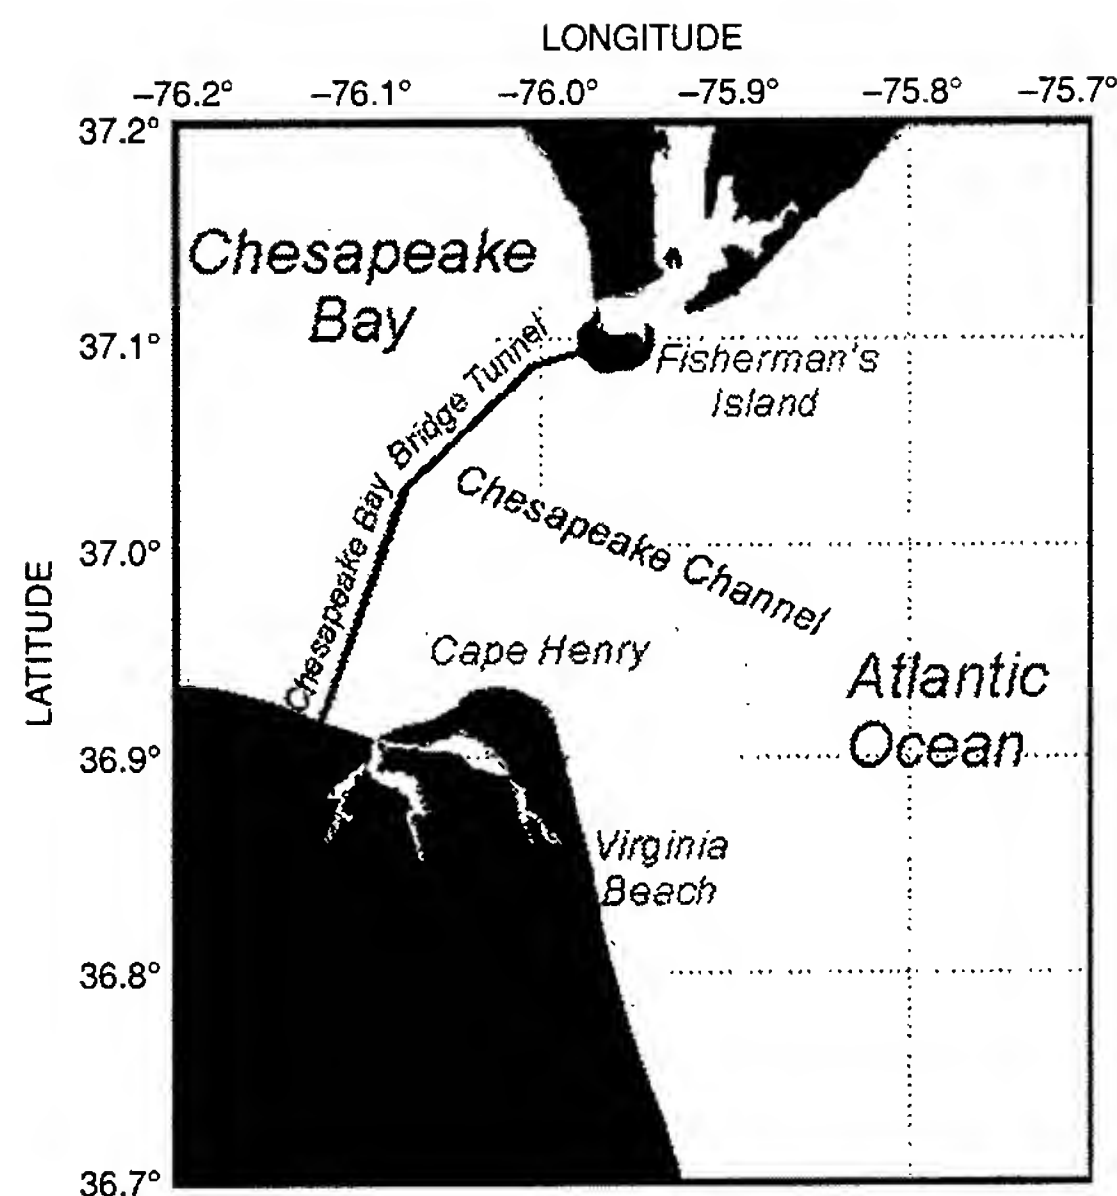 LONGITUDE
−76.2° −76.1° −76.0° −75.9° −75.8° −75.7°
37.2°
Chesapeake
Bay
37.1°
Fisherman's
Island
Chesapeake Bay Bridge Tunnel
Chesapeake Channel
37.0°
LATITUDE
Cape Henry
Atlantic
Ocean
36.9°
Virginia
Beach
36.8°
36.7°